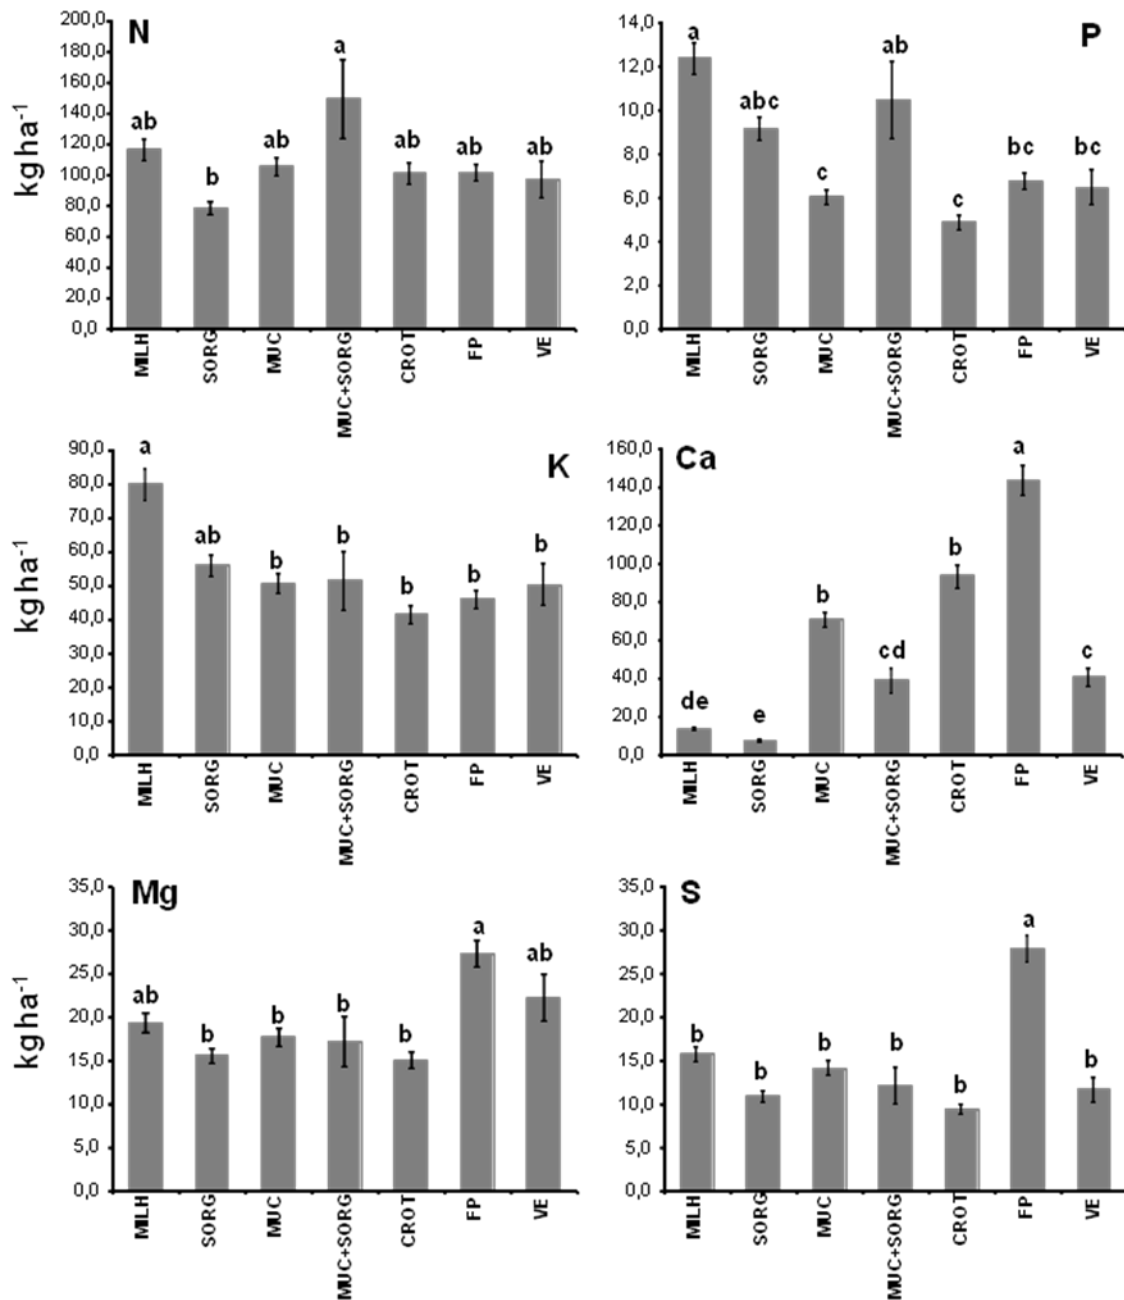 N
kg ha-1
200,0
180,0
160,0
140,0
120,0
100,0
80,0
60,0
40,0
20,0
0,0
ab
b
ab
a
ab
ab
ab
MILH
SORG
MUC
MUC+SORG
CROT
FP
VE
P
14,0
12,0
10,0
8,0
6,0
4,0
2,0
0,0
a
abc
c
ab
c
bc
bc
MILH
SORG
MUC
MUC+SORG
CROT
FP
VE
K
kg ha-1
90,0
80,0
70,0
60,0
50,0
40,0
30,0
20,0
10,0
0,0
a
ab
b
b
b
b
b
MILH
SORG
MUC
MUC+SORG
CROT
FP
VE
Ca
160,0
140,0
120,0
100,0
80,0
60,0
40,0
20,0
0,0
de
e
b
cd
b
a
c
MILH
SORG
MUC
MUC+SORG
CROT
FP
VE
Mg
kg ha-1
35,0
30,0
25,0
20,0
15,0
10,0
5,0
0,0
ab
b
b
b
b
a
ab
MILH
SORG
MUC
MUC+SORG
CROT
FP
VE
S
35,0
30,0
25,0
20,0
15,0
10,0
5,0
0,0
b
b
b
b
b
a
b
MILH
SORG
MUC
MUC+SORG
CROT
FP
VE